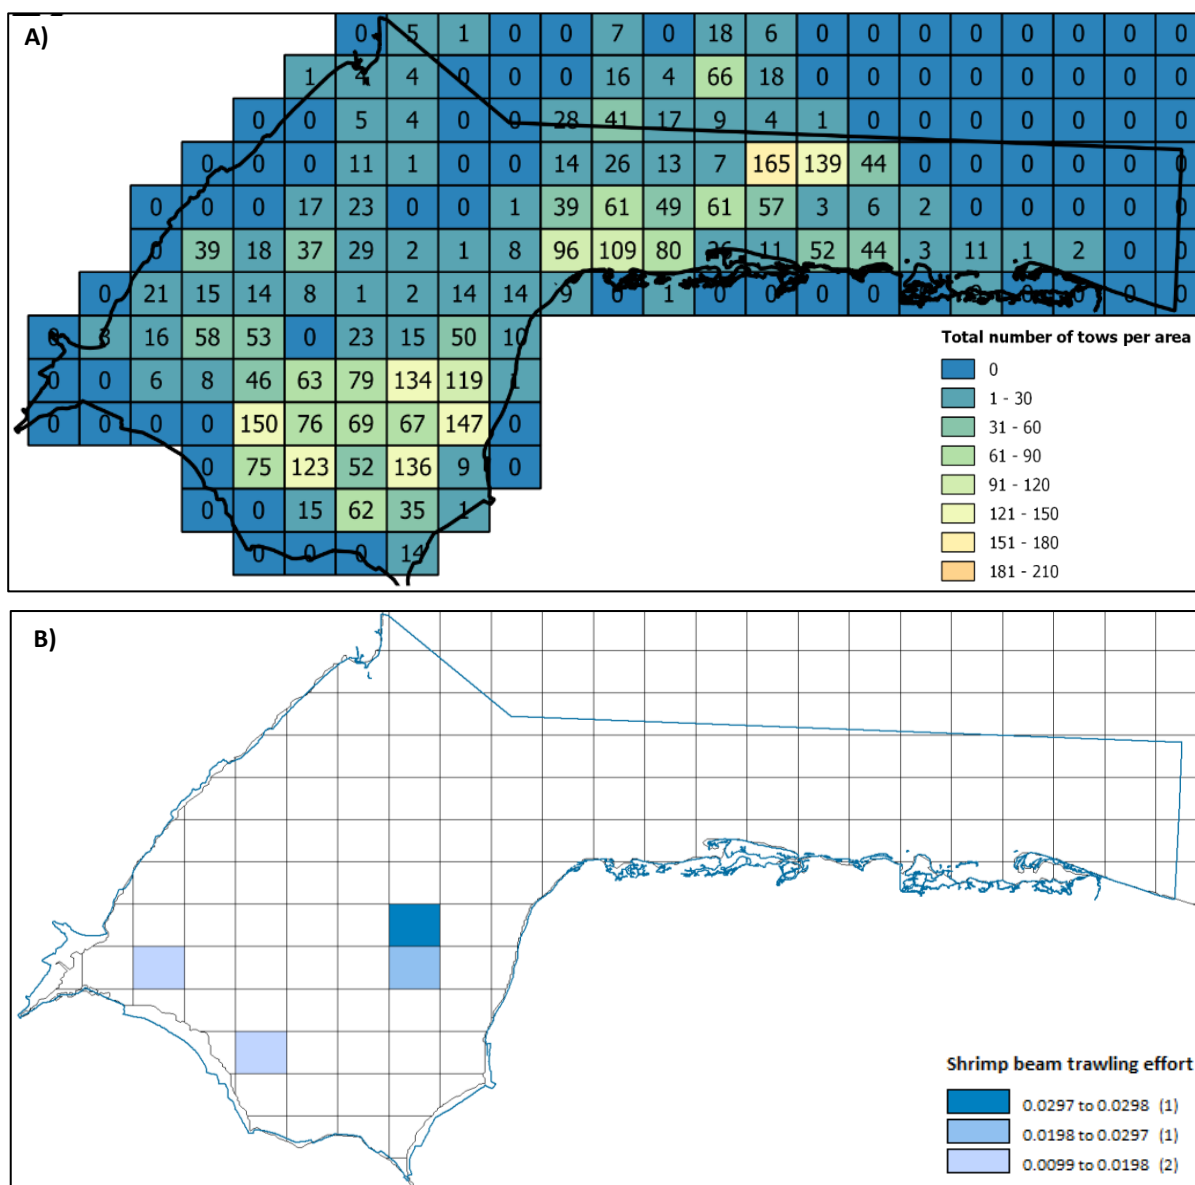 A)
0 5 1 0 0 7 0 18 6 0 0 0 0 0 0 0 0
1 4 4 0 0 0 16 4 66 18 0 0 0 0 0 0 0 0
0 0 5 4 0 0 28 41 17 9 4 1 0 0 0 0 0 0 0
0 0 0 11 1 0 0 14 26 13 7 165 139 44 0 0 0 0 0 0
0 0 0 17 23 0 0 1 39 61 49 61 57 3 6 2 0 0 0 0 0
0 39 18 37 29 2 1 8 96 109 80 26 11 52 44 3 11 1 2 0 0
0 21 15 14 8 1 2 14 14 9 0 1 0 0 0 0 0 0 0 0 0
0 3 16 58 53 0 23 15 50 10
0 0 6 8 46 63 79 134 119 1
0 0 0 0 150 76 69 67 147 0
0 75 123 52 136 9 0
0 0 15 62 35 1
0 0 0 14
Total number of tows per area
0
1 - 30
31 - 60
61 - 90
91 - 120
121 - 150
151 - 180
181 - 210
B)
Shrimp beam trawling effort
0.0297 to 0.0298 (1)
0.0198 to 0.0297 (1)
0.0099 to 0.0198 (2)